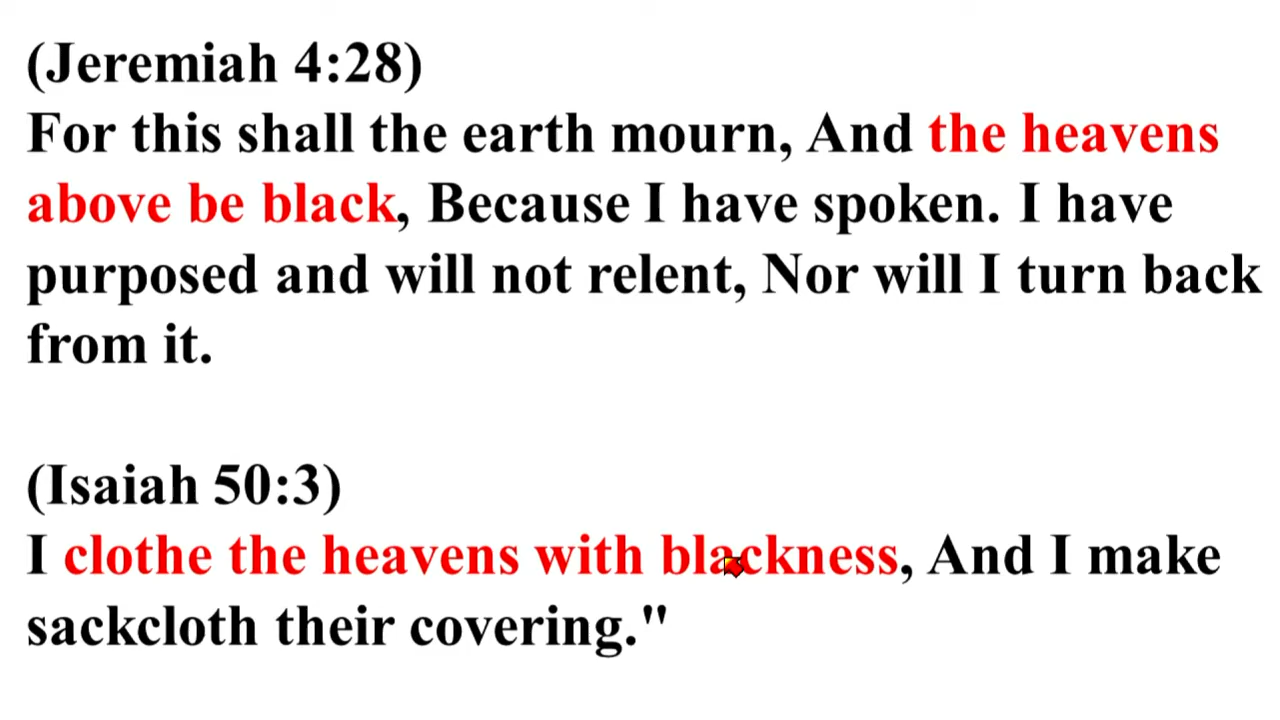 (Jeremiah 4:28)
For this shall the earth mourn, And the heavens
above be black, Because I have spoken. I have
purposed and will not relent, Nor will I turn back
from it.
(Isaiah 50:3)
I clothe the heavens with blackness, And I make
sackcloth their covering."